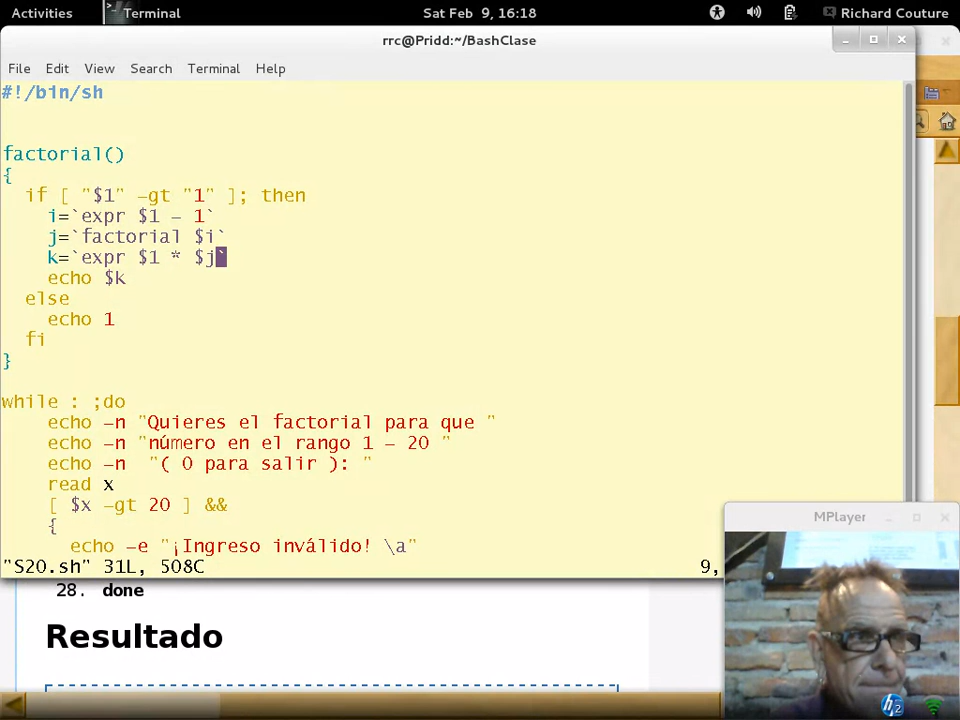 Activities Terminal Sat Feb 9, 16:18 Richard Couture
rrc@Pridd:~/BashClase
File Edit View Search Terminal Help
#!/bin/sh
factorial()
{
if [ "$1" -gt "1" ]; then
i=`expr $1 - 1`
j=`factorial $i`
k=`expr $1 * $j`
echo $k
else
echo 1
fi
}
while : ;do
echo -n "Quieres el factorial para que "
echo -n "número en el rango 1 - 20 "
echo -n "( 0 para salir ): "
read x
[ $x -gt 20 ] &&
{
echo -e "¡Ingreso inválido! \a"
"S20.sh" 31L, 508C 9,
MPlayer
28. done
Resultado